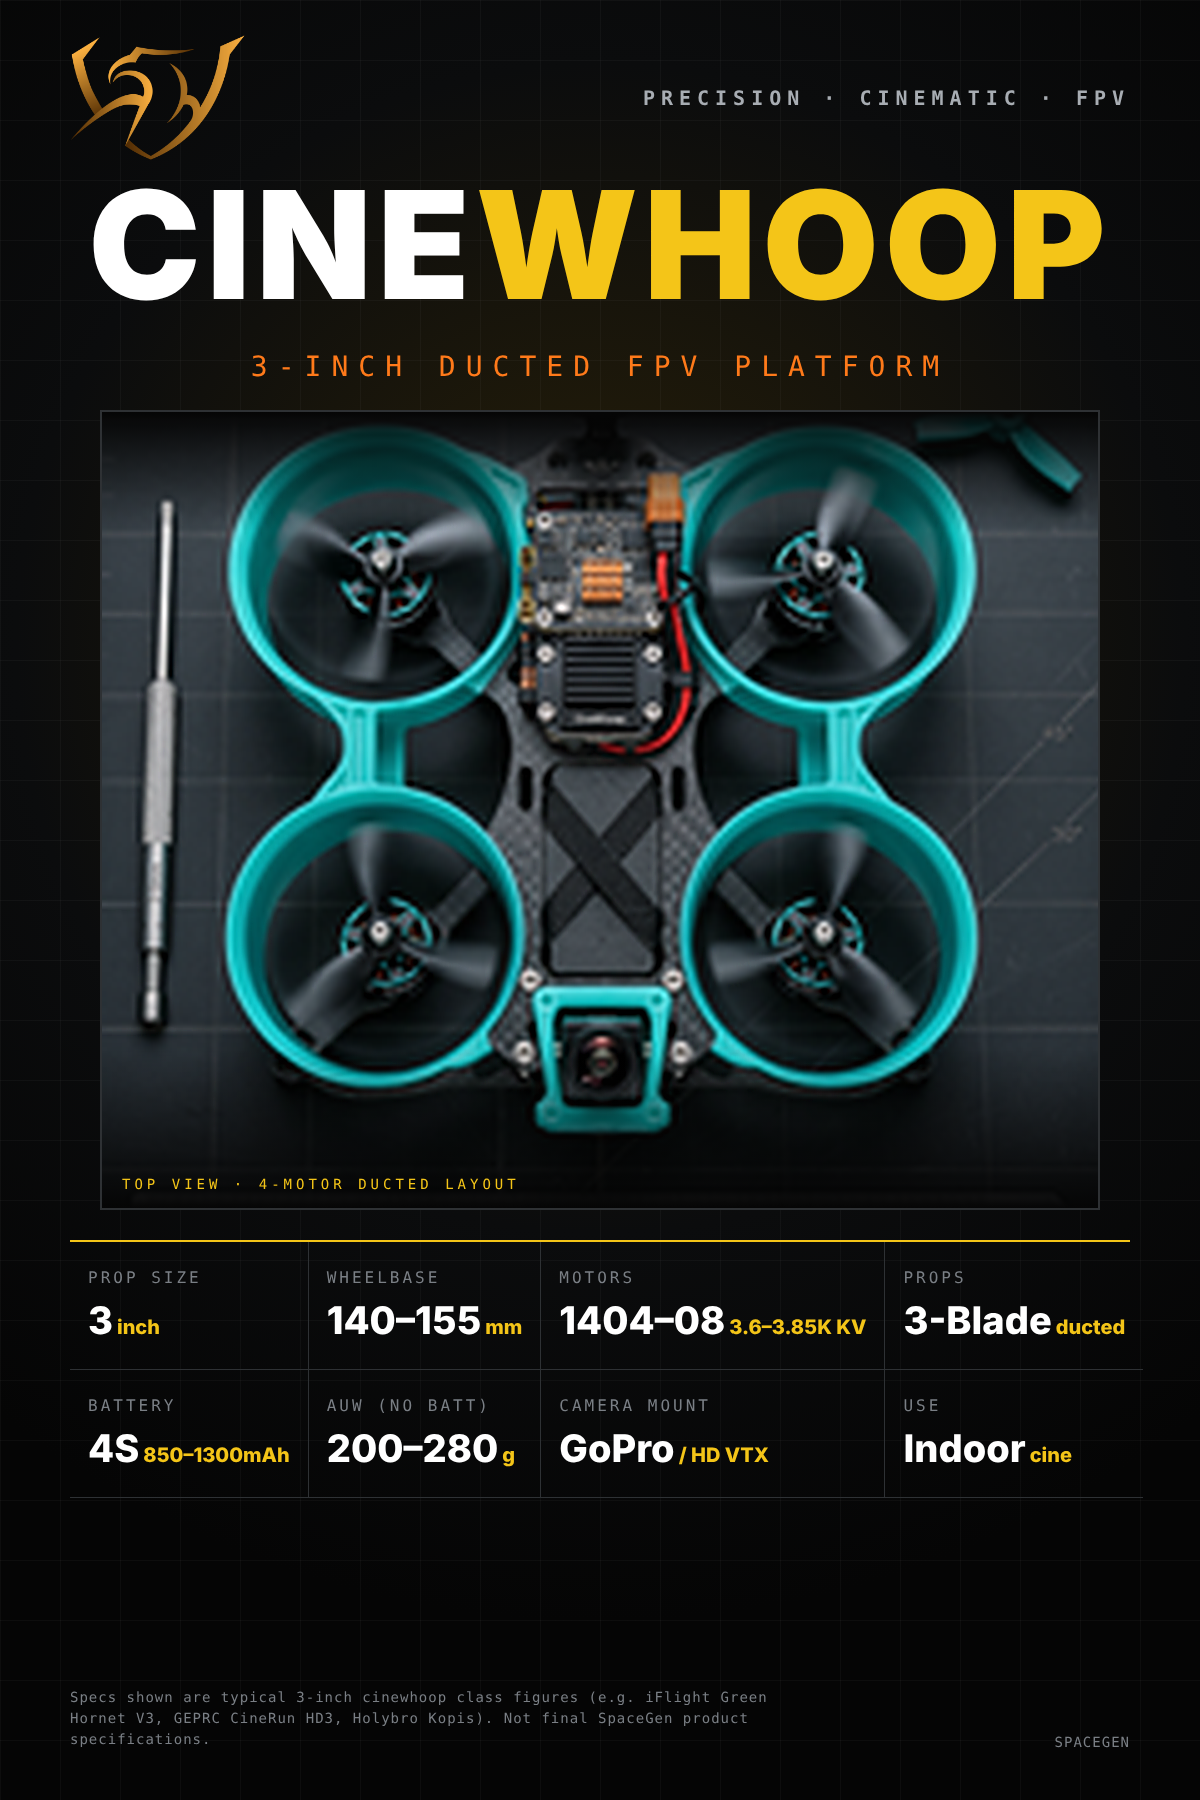 PRECISION · CINEMATIC · FPV
CINEWHOOP
3-INCH DUCTED FPV PLATFORM
TOP VIEW · 4-MOTOR DUCTED LAYOUT
PROP SIZE
3 inch
WHEELBASE
140–155 mm
MOTORS
1404–08 3.6–3.85K KV
PROPS
3-Blade ducted
BATTERY
4S 850–1300mAh
AUW (NO BATT)
200–280 g
CAMERA MOUNT
GoPro / HD VTX
USE
Indoor cine
Specs shown are typical 3-inch cinewhoop class figures (e.g. iFlight Green
Hornet V3, GEPRC CineRun HD3, Holybro Kopis). Not final SpaceGen product
specifications.
SPACEGEN